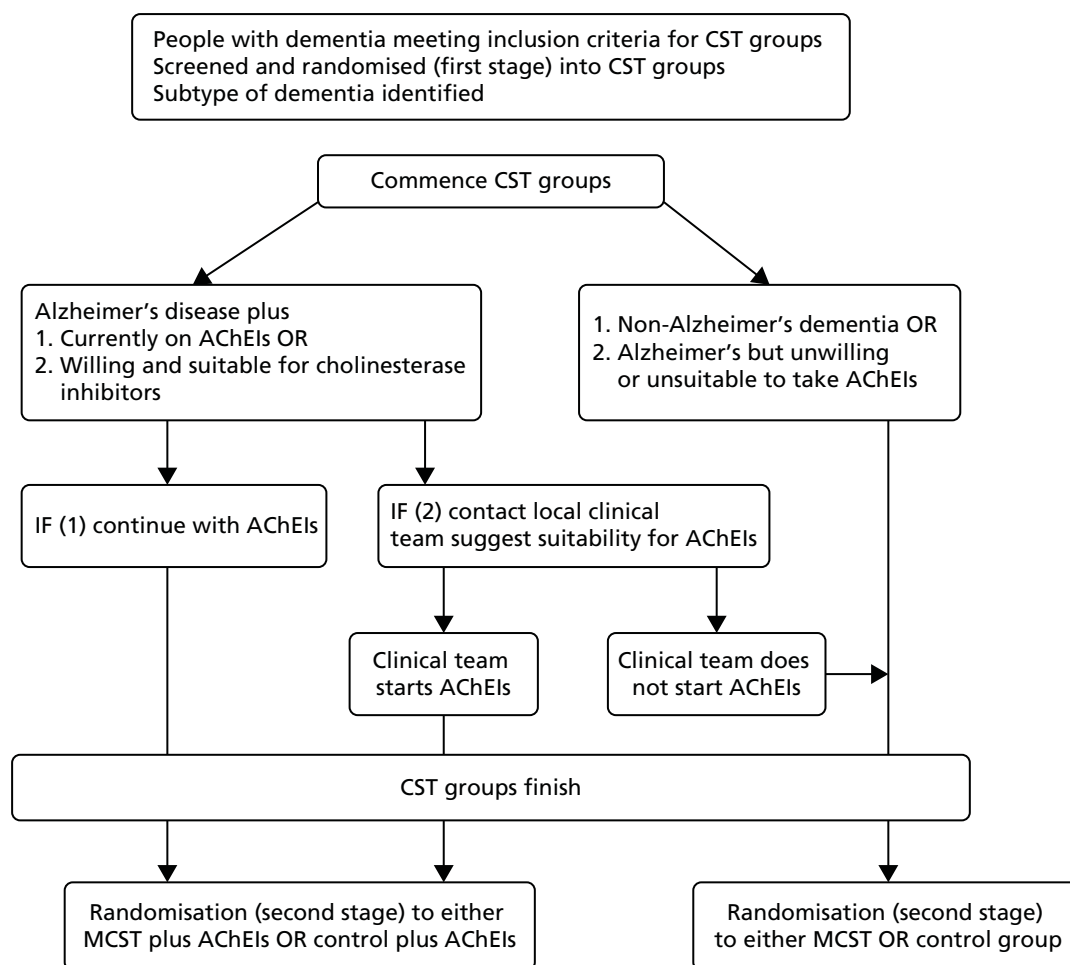 People with dementia meeting inclusion criteria for CST groups
Screened and randomised (first stage) into CST groups
Subtype of dementia identified
Commence CST groups
Alzheimer’s disease plus
1. Currently on AChEIs OR
2. Willing and suitable for cholinesterase
inhibitors
1. Non-Alzheimer’s dementia OR
2. Alzheimer’s but unwilling
or unsuitable to take AChEIs
IF (1) continue with AChEIs
IF (2) contact local clinical
team suggest suitability for AChEIs
Clinical team
starts AChEIs
Clinical team does
not start AChEIs
CST groups finish
Randomisation (second stage) to either
MCST plus AChEIs OR control plus AChEIs
Randomisation (second stage)
to either MCST OR control group